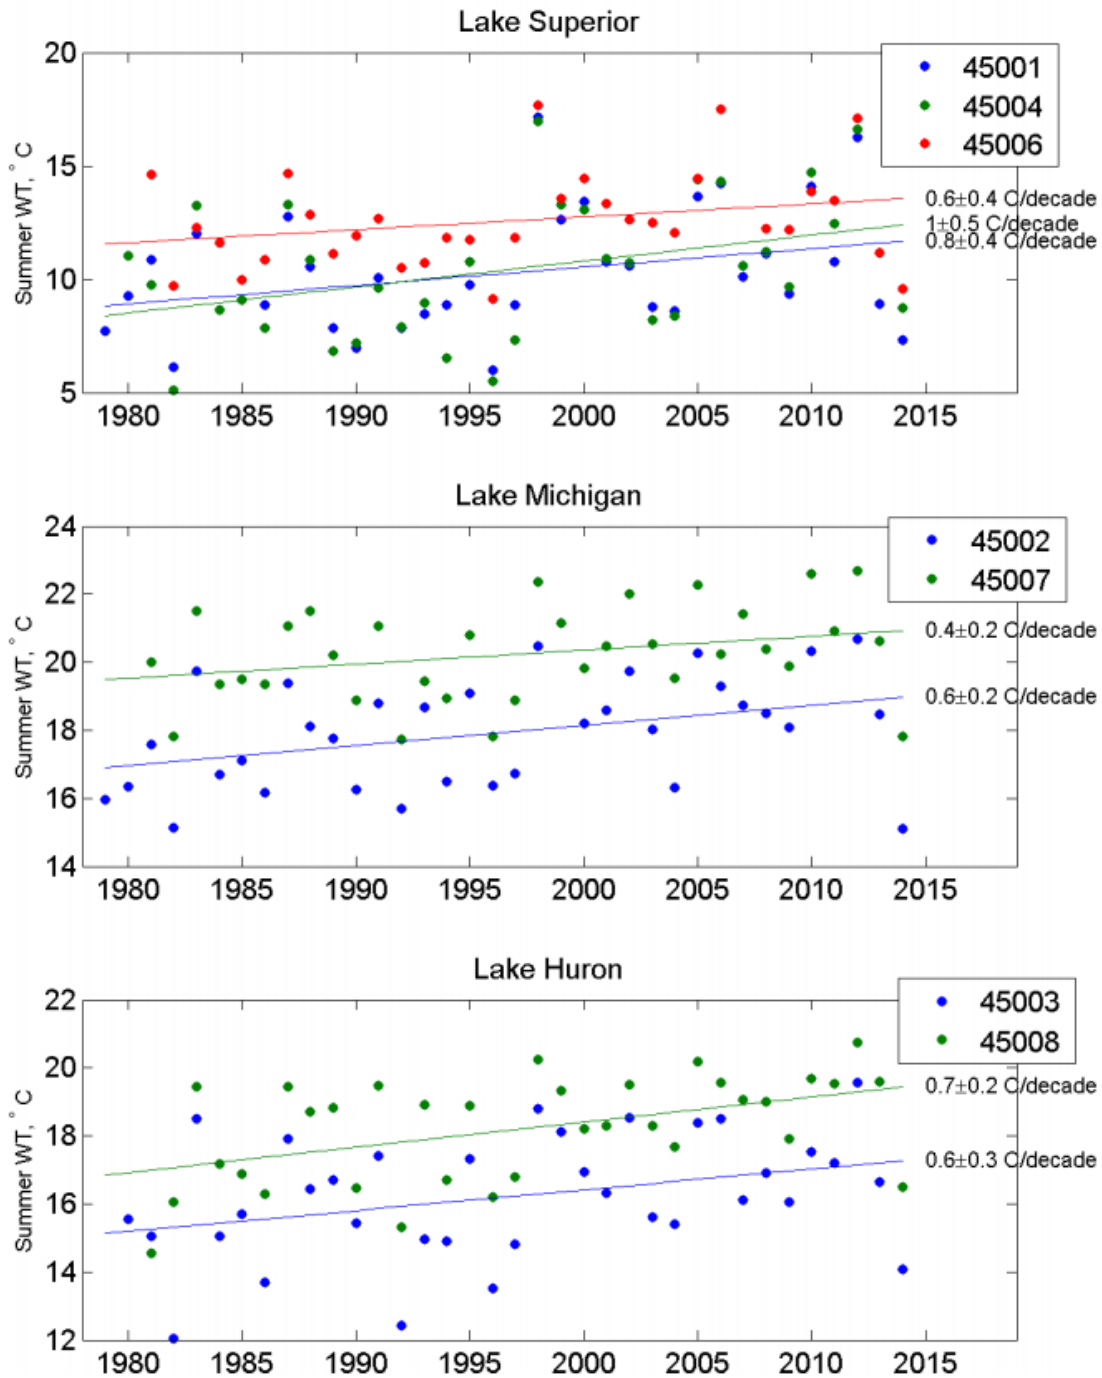 Lake Superior
20
15
10
5
Summer WT, ° C
45001
45004
45006
0.6±0.4 C/decade
1±0.5 C/decade
0.8±0.4 C/decade
1980 1985 1990 1995 2000 2005 2010 2015
Lake Michigan
24
22
20
18
16
14
Summer WT, ° C
45002
45007
0.4±0.2 C/decade
0.6±0.2 C/decade
1980 1985 1990 1995 2000 2005 2010 2015
Lake Huron
22
20
18
16
14
12
Summer WT, ° C
45003
45008
0.7±0.2 C/decade
0.6±0.3 C/decade
1980 1985 1990 1995 2000 2005 2010 2015